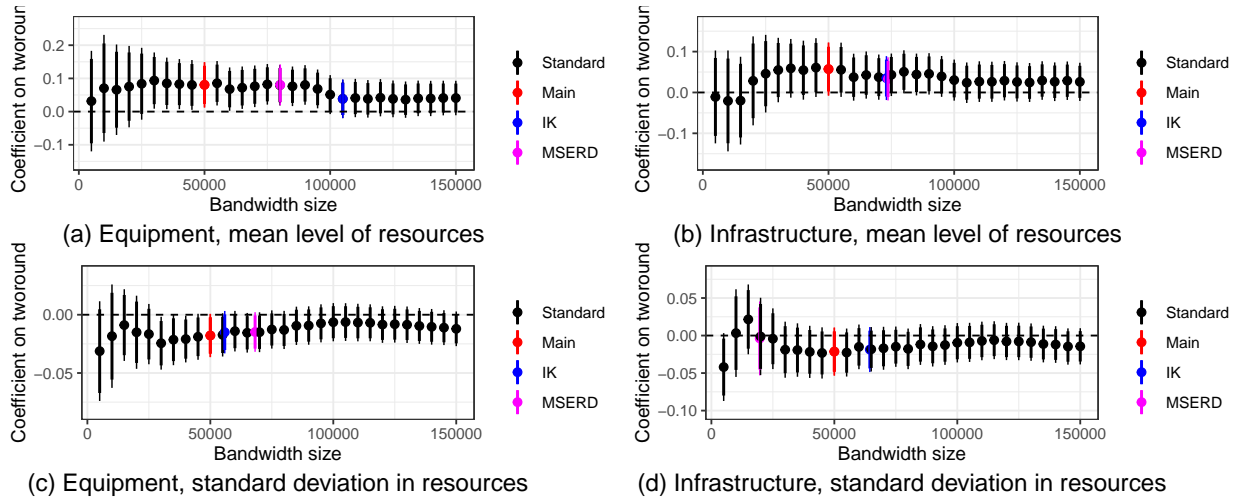 Coefficient on tworound
0.2
0.1
0.0
−0.1
0 50000 100000 150000
Bandwidth size
Standard
Main
IK
MSERD
(a) Equipment, mean level of resources
Coefficient on tworound
0.1
0.0
−0.1
0 50000 100000 150000
Bandwidth size
Standard
Main
IK
MSERD
(b) Infrastructure, mean level of resources
Coefficient on tworound
0.00
−0.05
0 50000 100000 150000
Bandwidth size
Standard
Main
IK
MSERD
(c) Equipment, standard deviation in resources
Coefficient on tworound
0.05
0.00
−0.05
−0.10
0 50000 100000 150000
Bandwidth size
Standard
Main
IK
MSERD
(d) Infrastructure, standard deviation in resources